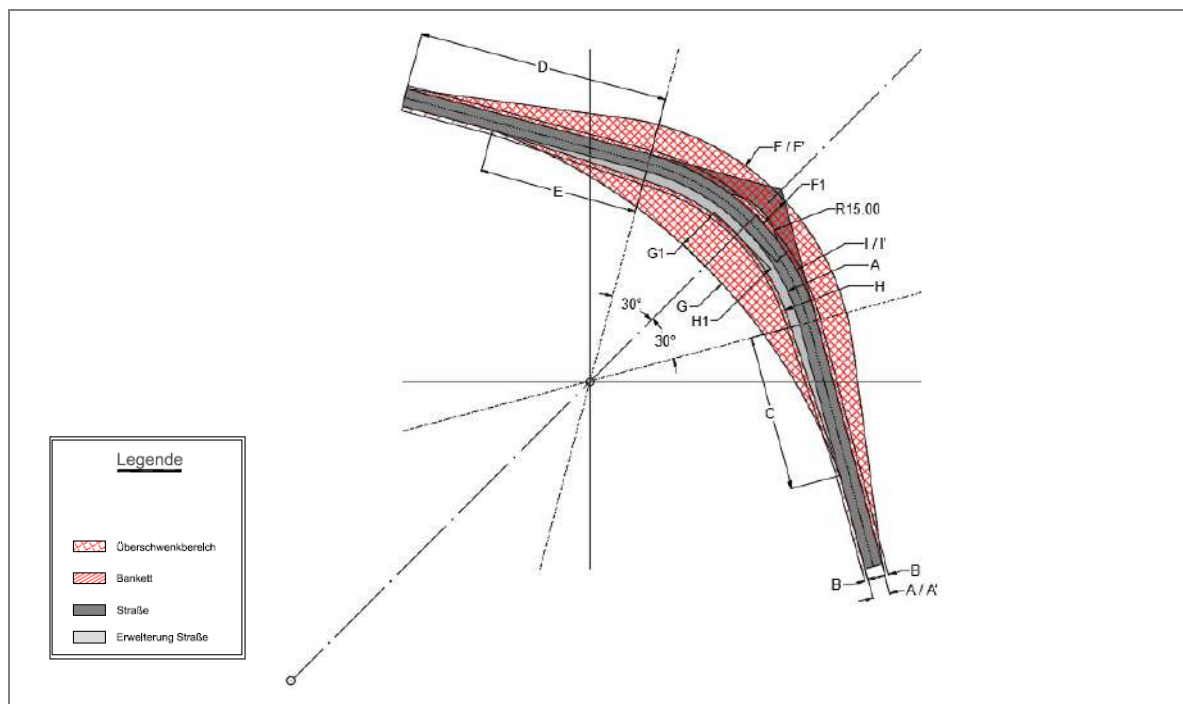 D
F / F'
E
F1
R15.00
G1
I / I'
A
G
H
H1
30°
30°
C
B
B
A / A'
Legende
Überschwenkbereich
Bankett
Straße
Erweiterung Straße